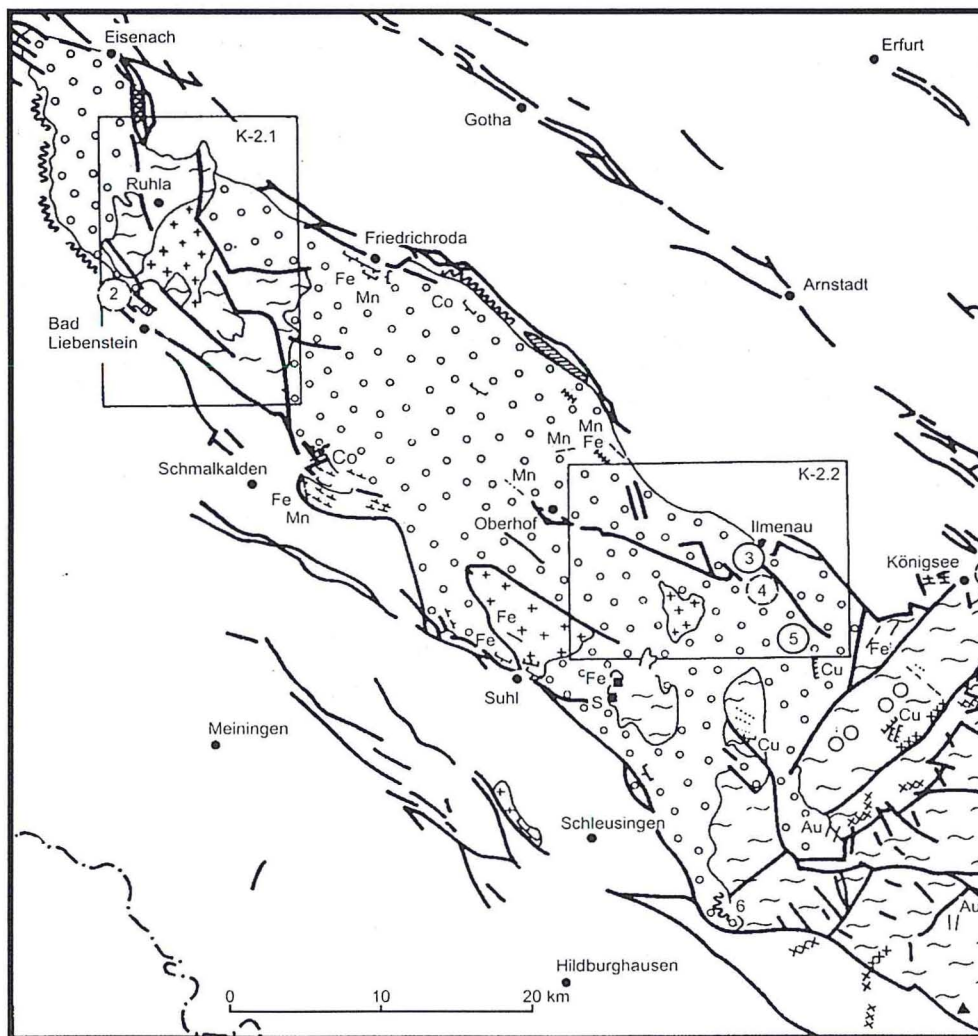 Eisenach
Erfurt
K-2.1
Gotha
Ruhla
Friedrichroda
Fe
Mn
Co
2
Arnstadt
Bad
Liebenstein
Mn
Mn
Fe
Co
K-2.2
Schmalkalden
Mn
Fe
Mn
Oberhof
Ilmenau
3
Königsee
4
Fe
5
Fe
Fe
Cu
cFe
Suhl
S
Cu
Meiningen
Cu
Au
Schleusingen
6
Au
Hildburghausen
0 10 20 km